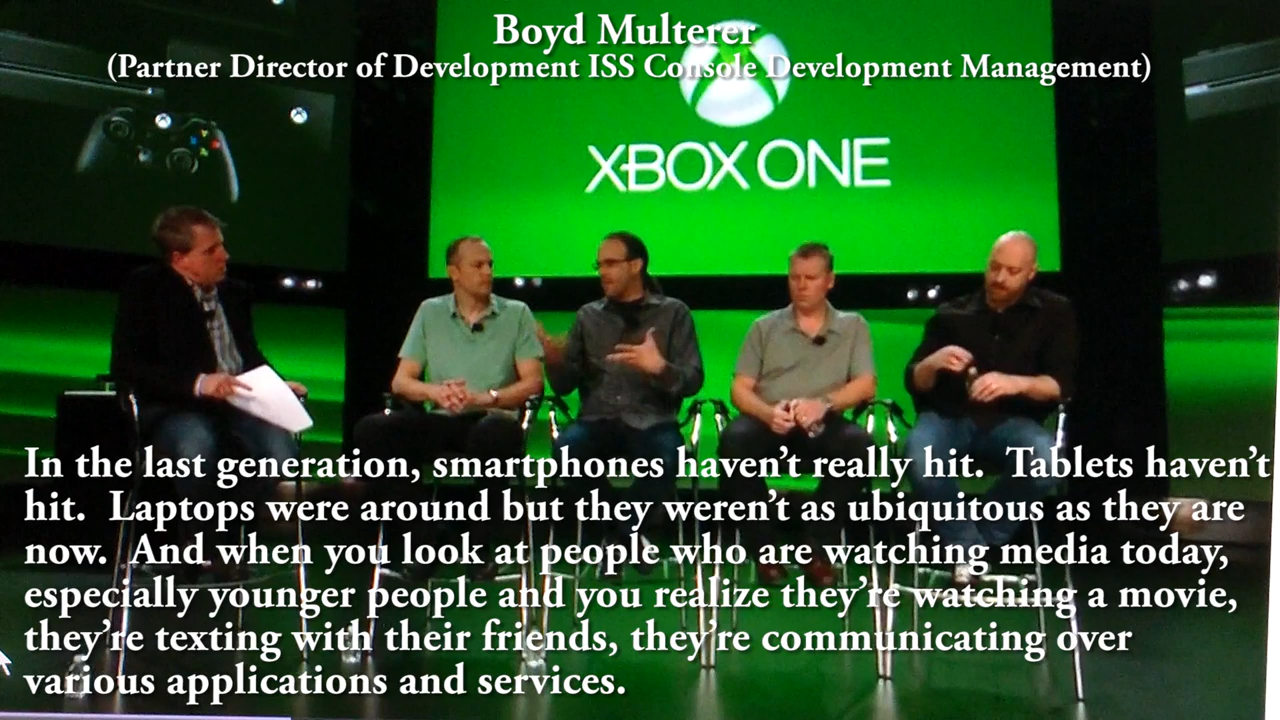 Boyd Multerer
(Partner Director of Development ISS Console Development Management)
XBOX ONE
In the last generation, smartphones haven't really hit.  Tablets haven't
hit.  Laptops were around but they weren't as ubiquitous as they are
now.  And when you look at people who are watching media today,
especially younger people and you realize they're watching a movie,
they're texting with their friends, they're communicating over
various applications and services.